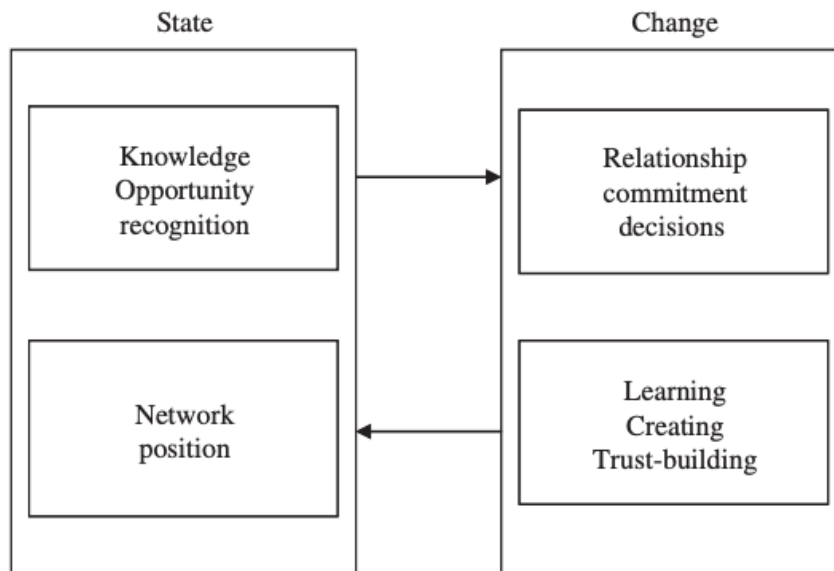 State
Change
Knowledge
Opportunity
recognition
Relationship
commitment
decisions
Network
position
Learning
Creating
Trust-building